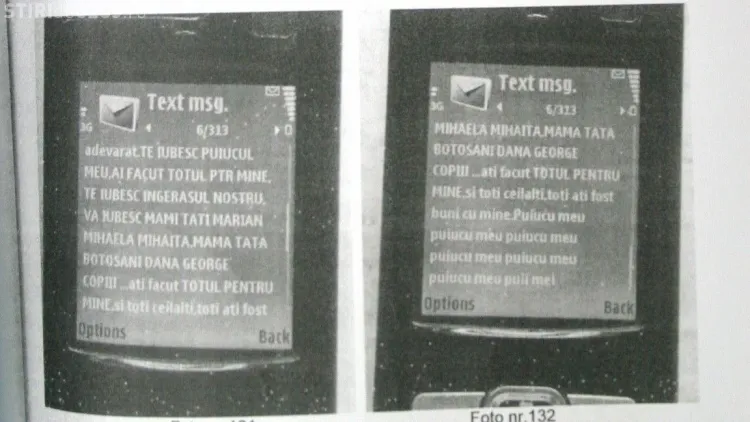 Text msg.
3G
6/313
adevarat.TE IUBESC PUIUCUL
MEU,AI FACUT TOTUL PTR MINE,
TE IUBESC INGERASUL NOSTRU,
VA IUBESC MAMI TATI MARIAN
MIHAELA MIHAITA,MAMA TATA
BOTOSANI DANA GEORGE
COPIII ...ati facut TOTUL PENTRU
MINE.si toti ceilalti,toti ati fost
Options
Back
Text msg.
3G
6/313
MIHAELA MIHAITA,MAMA TATA
BOTOSANI DANA GEORGE
COPIII ...ati facut TOTUL PENTRU
MINE.si toti ceilalti,toti ati fost
buni cu mine.Puiucu meu
puiucu meu puiucu meu
puiucu meu puiucu meu
puiucu meu puii mei
Options
Back
Foto nr.132